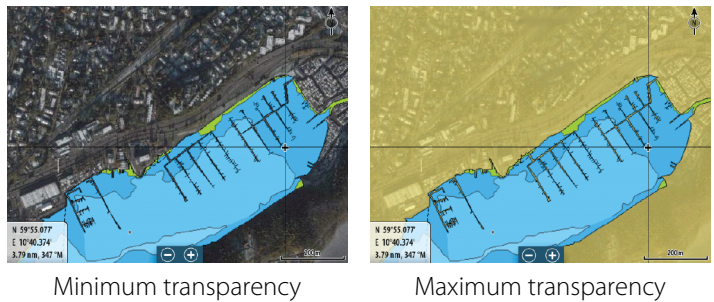 N
N
N 59°55.077'
E 10°40.374'
3.79 nm, 347 °M
200 m
N 59°55.077'
E 10°40.374'
3.79 nm, 347 °M
200 m
Minimum transparency
Maximum transparency